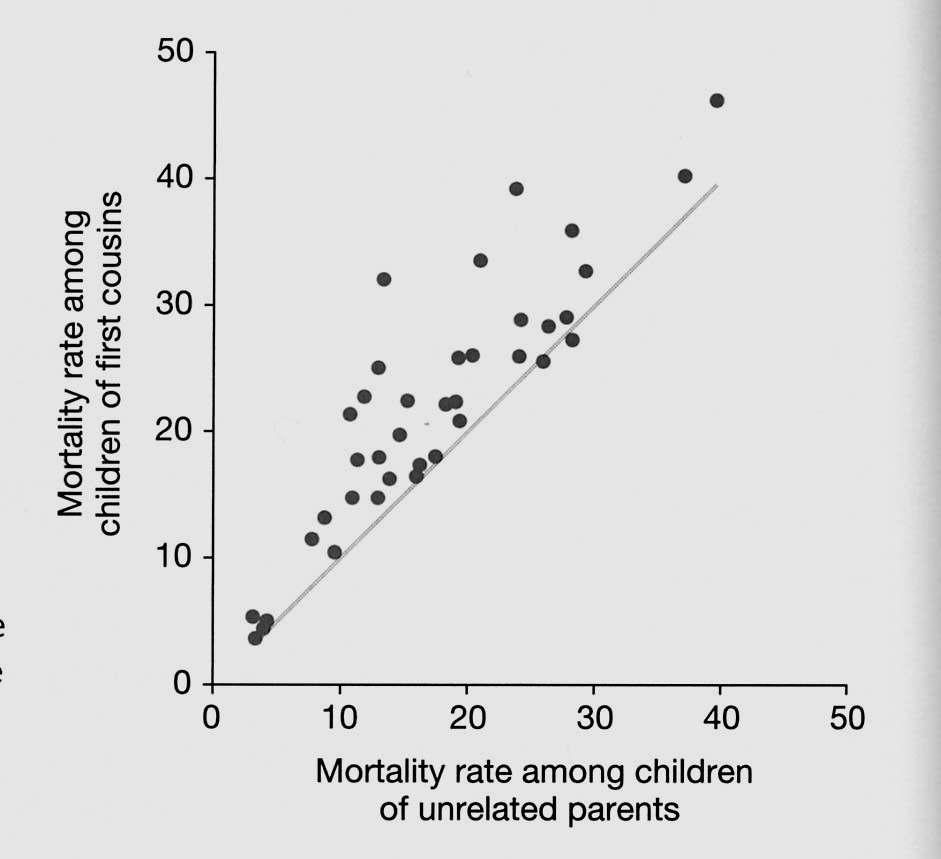 50
40
30
20
10
0
0 10 20 30 40 50
Mortality rate among
children of first cousins
Mortality rate among children
of unrelated parents